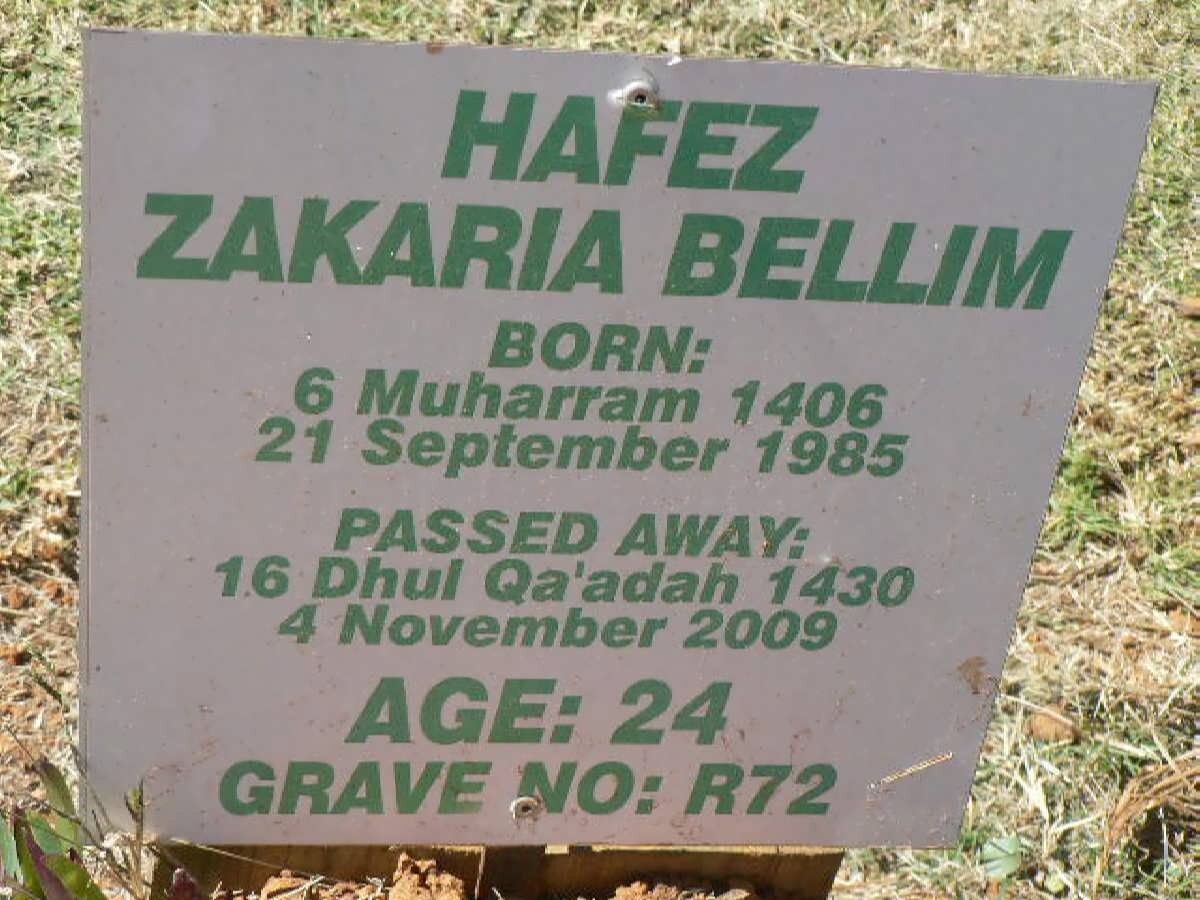 HAFEZ
ZAKARIA BELLIM
BORN:
6 Muharram 1406
21 September 1985
PASSED AWAY:
16 Dhul Qa'adah 1430
4 November 2009
AGE: 24
GRAVE NO: R72